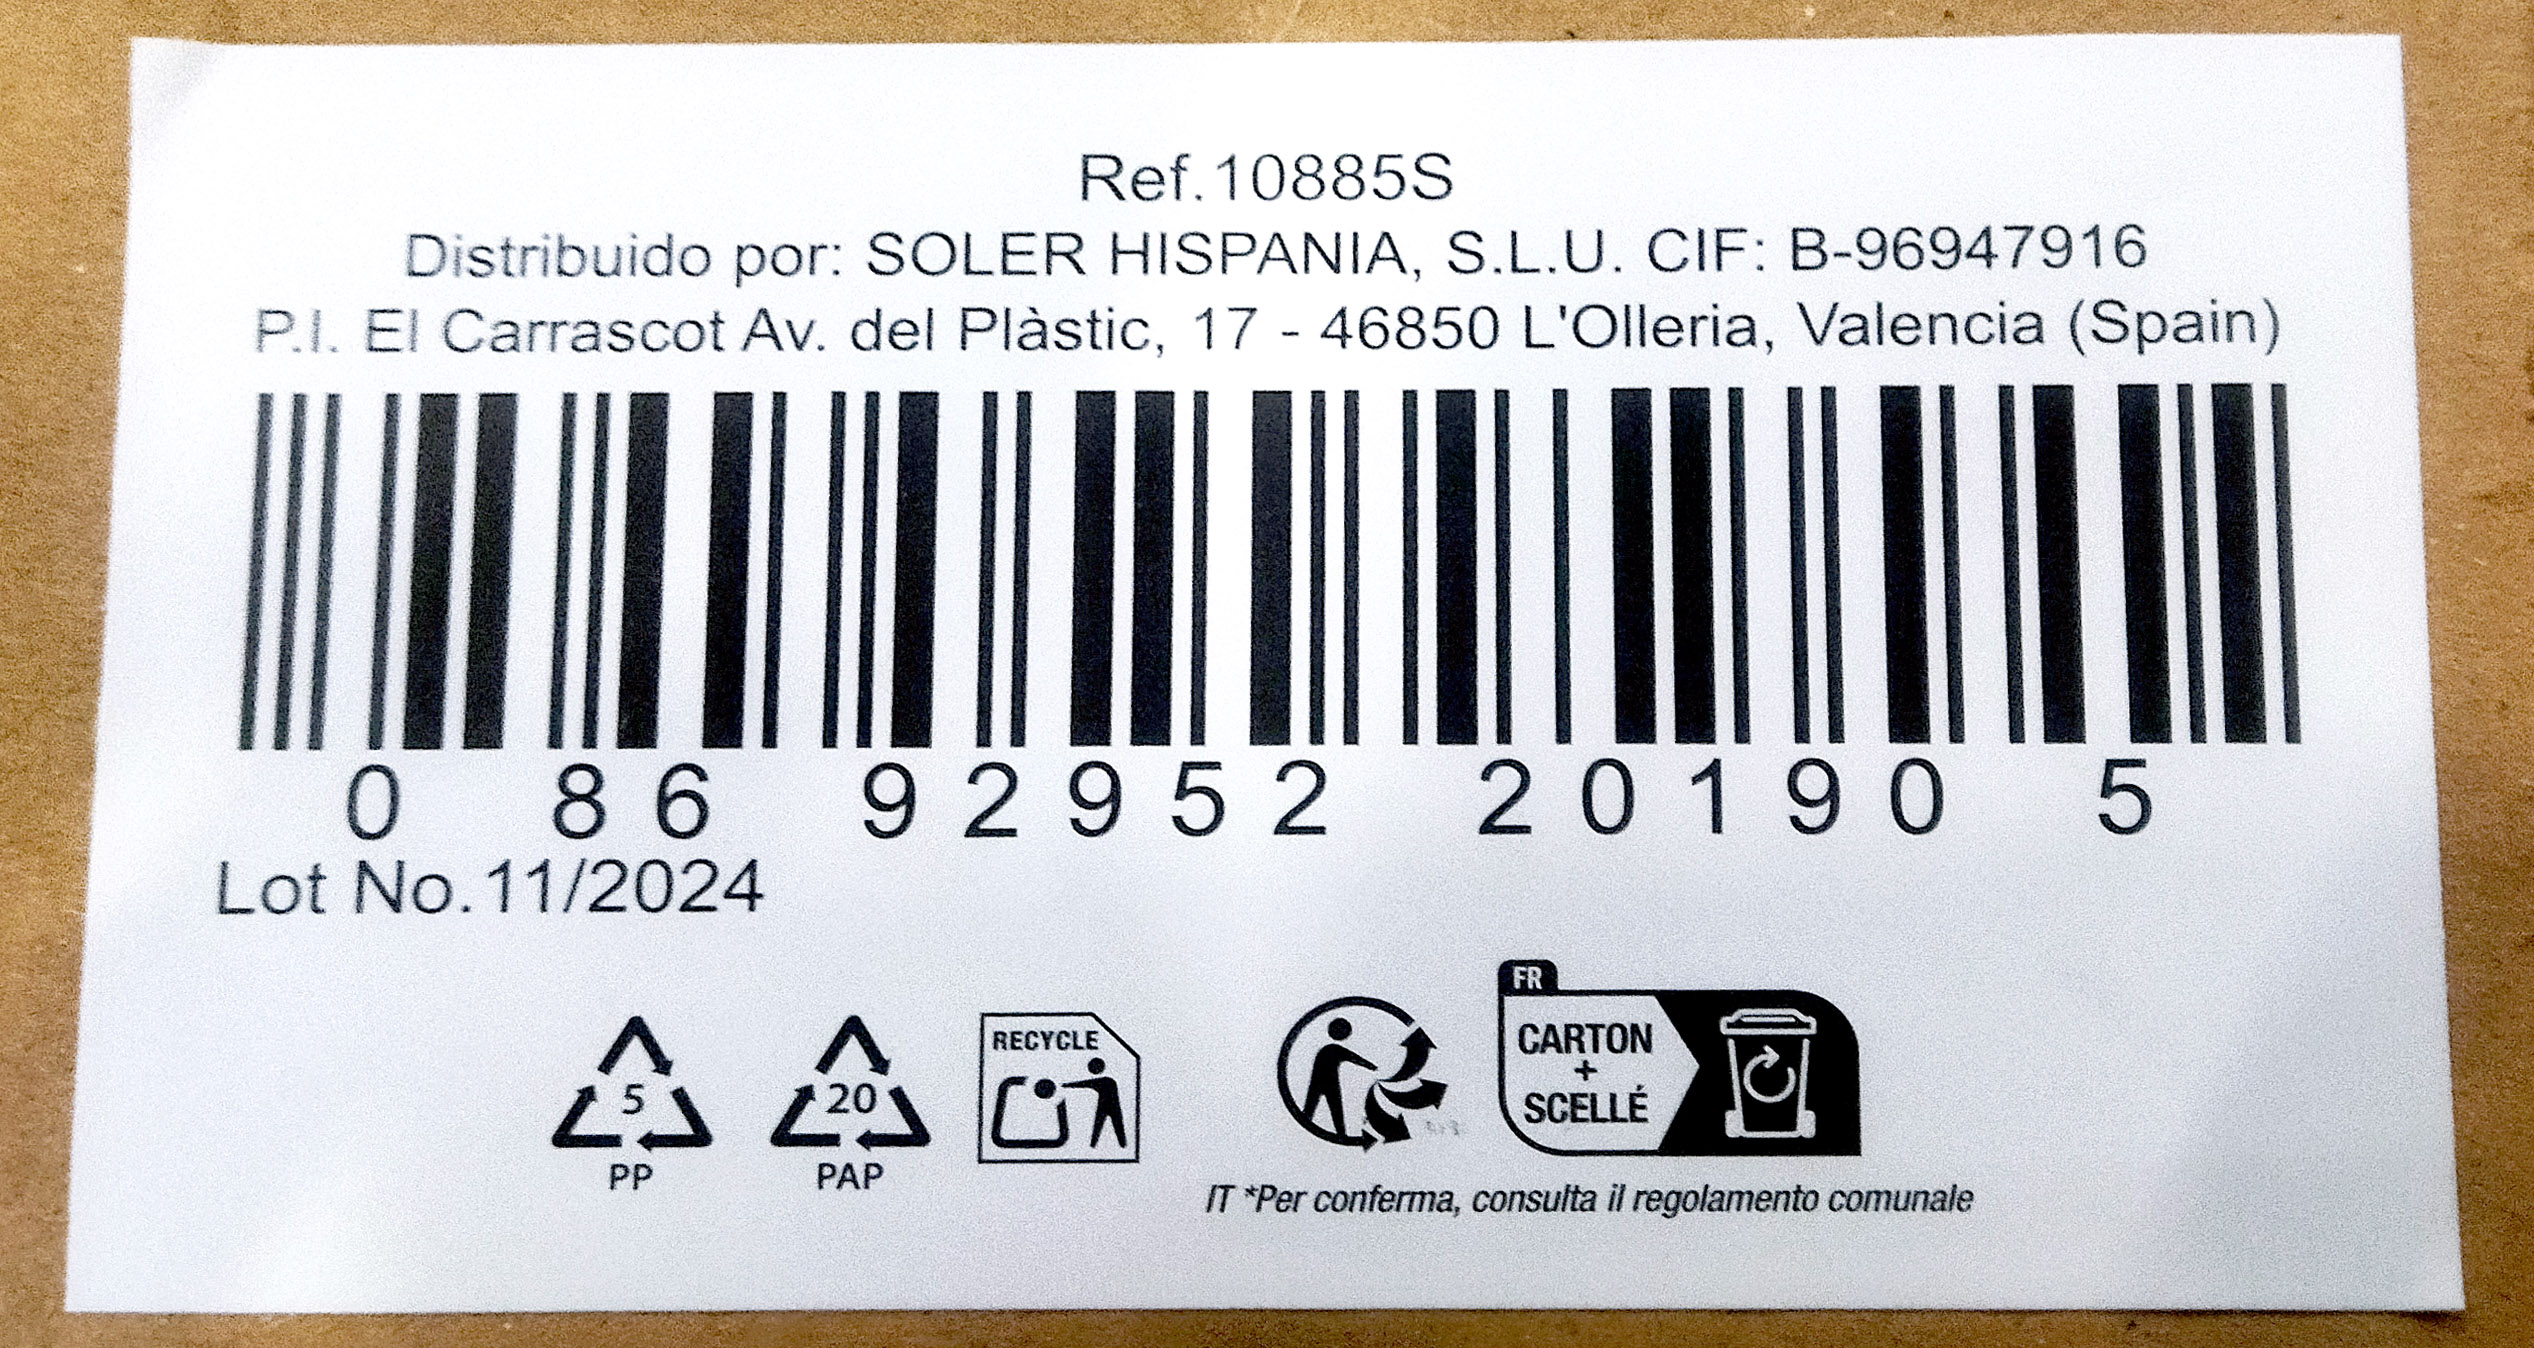 Ref.10885S
Distribuido por: SOLER HISPANIA, S.L.U. CIF: B-96947916
P.I. El Carrascot Av. del Plàstic, 17 - 46850 L'Olleria, Valencia (Spain)
0 86 92952 20190 5
Lot No.11/2024
5
PP
20
PAP
RECYCLE
FR
CARTON
+
SCELLÉ
IT *Per conferma, consulta il regolamento comunale